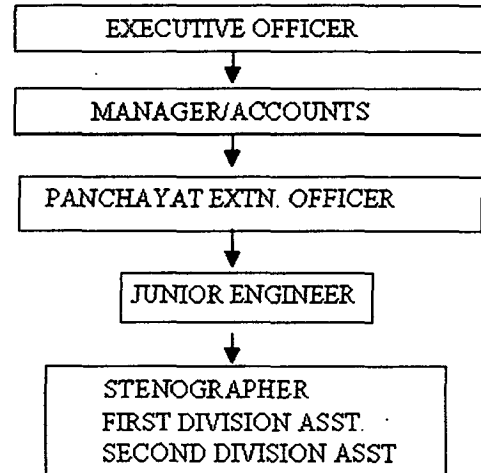 EXECUTIVE OFFICER
MANAGER/ACCOUNTS
PANCHAYAT EXTN. OFFICER
JUNIOR ENGINEER
STENOGRAPHER
FIRST DIVISION ASST.
SECOND DIVISION ASST